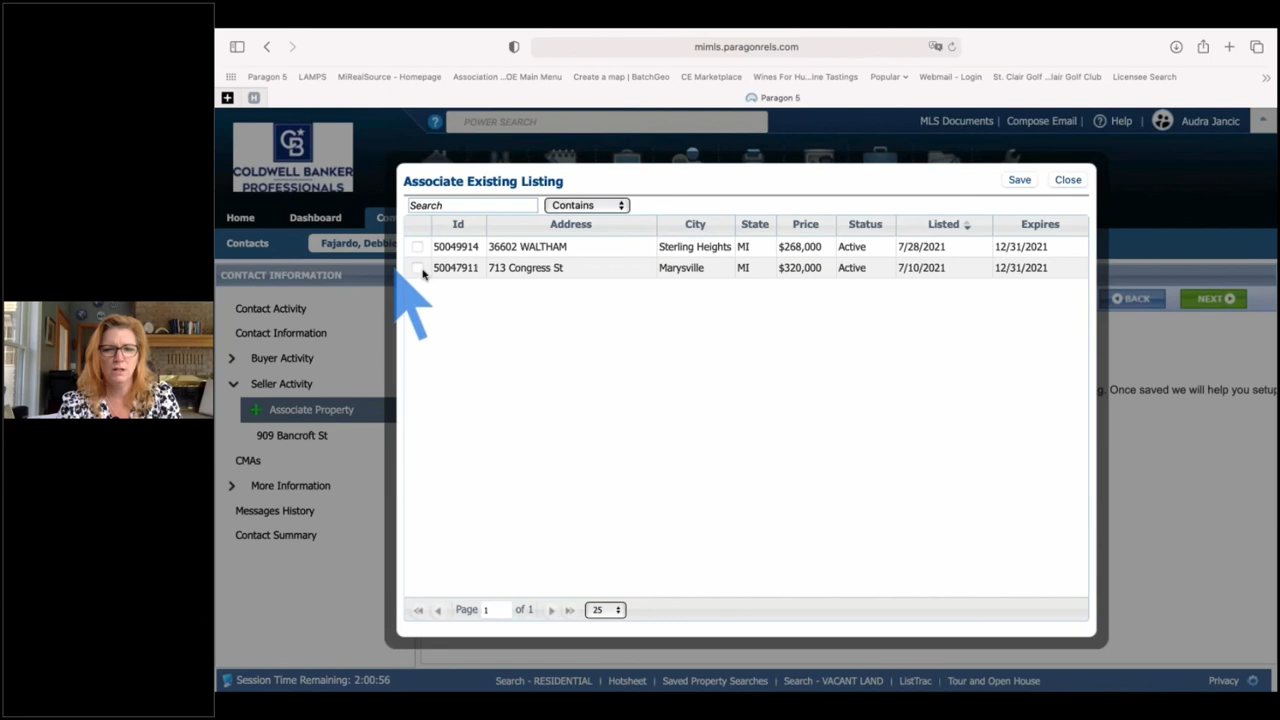 mimls.paragonrels.com
Paragon 5 LAMPS MiRealSource - Homepage Association ...OE Main Menu Create a map | BatchGeo CE Marketplace Wines For Hu...ine Tastings Popular Webmail - Login St. Clair Golf ...lair Golf Club Licensee Search
H Paragon 5
POWER SEARCH MLS Documents | Compose Email | Help | Audra Jancic
CB
COLDWELL BANKER
PROFESSIONALS
Associate Existing Listing Save Close
Search Contains
Home Dashboard
Id Address City State Price Status Listed Expires
Contacts Fajardo, Debbie
50049914 36602 WALTHAM Sterling Heights MI $268,000 Active 7/28/2021 12/31/2021
50047911 713 Congress St Marysville MI $320,000 Active 7/10/2021 12/31/2021
CONTACT INFORMATION
BACK NEXT
Contact Activity
Contact Information
Buyer Activity
Seller Activity
g. Once saved we will help you setup
Associate Property
909 Bancroft St
CMAs
More Information
Messages History
Contact Summary
Page 1 of 1 25
Session Time Remaining: 2:00:56 Search - RESIDENTIAL | Hotsheet | Saved Property Searches | Search - VACANT LAND | ListTrac | Tour and Open House Privacy